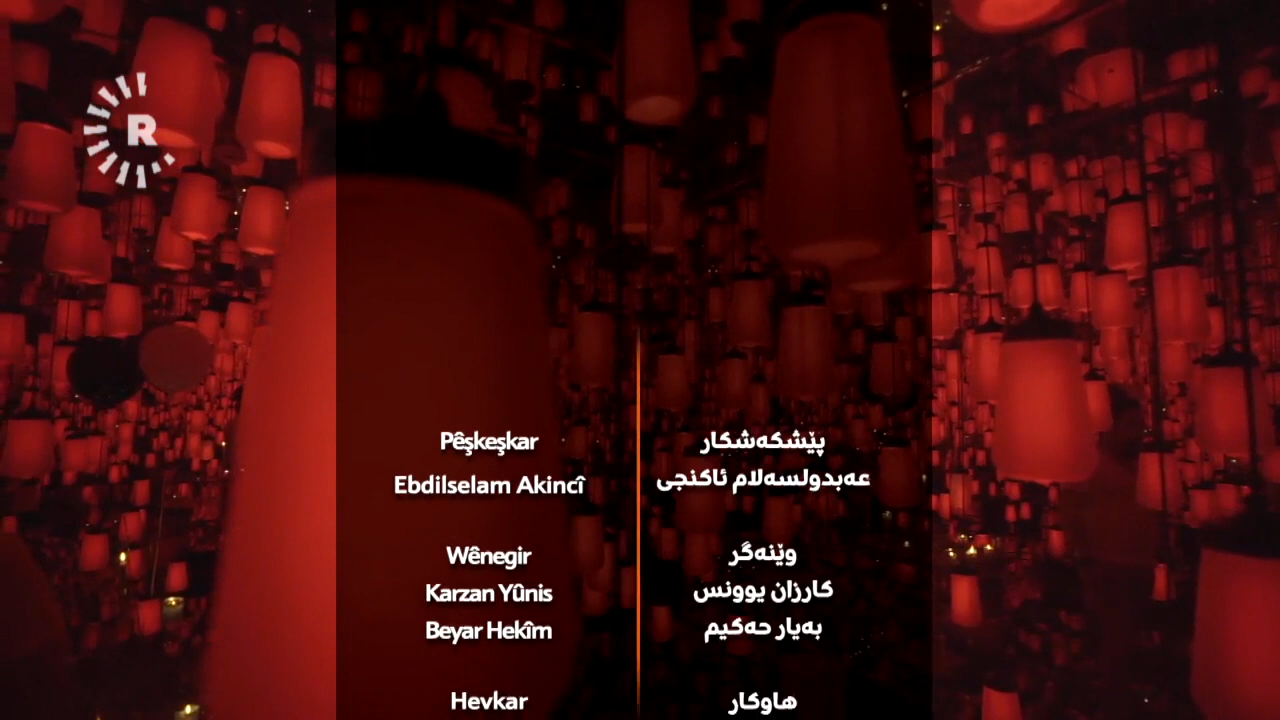 R
Pêşkeşkar
Ebdilselam Akincî
Wênegir
Karzan Yûnis
Beyar Hekîm
Hevkar
پێشکەشکار
عەبدولسەلام ئاکنجی
وێنەگر
کارزان یوونس
بەیار حەکیم
هاوکار